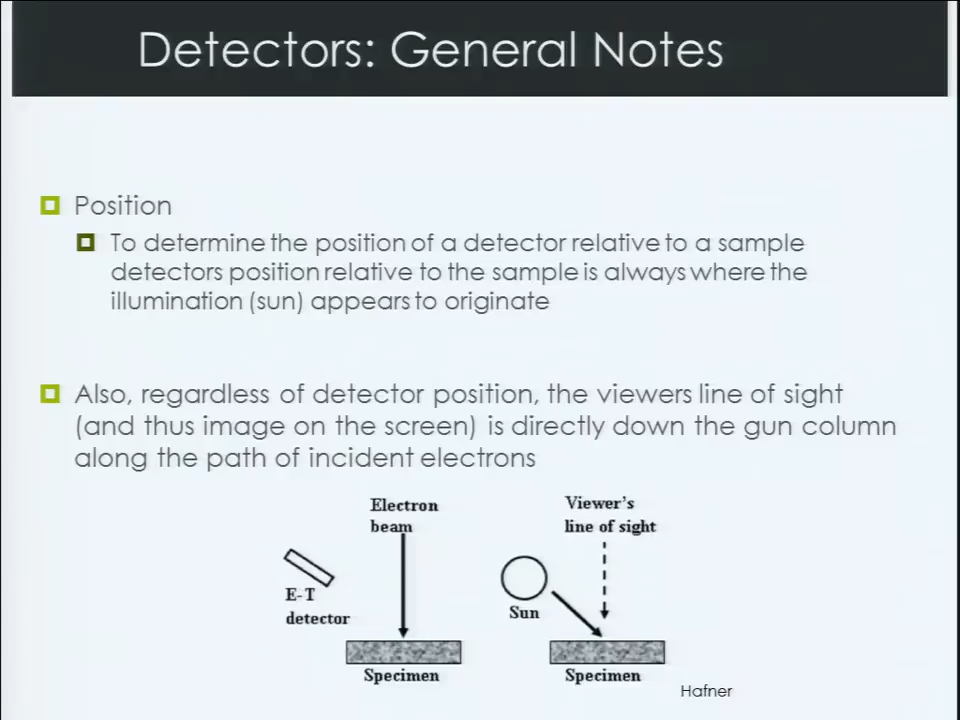 Detectors: General Notes
Position
To determine the position of a detector relative to a sample
detectors position relative to the sample is always where the
illumination (sun) appears to originate
Also, regardless of detector position, the viewers line of sight
(and thus image on the screen) is directly down the gun column
along the path of incident electrons
Electron
beam
E-T
detector
Specimen
Viewer's
line of sight
Sun
Specimen
Hafner